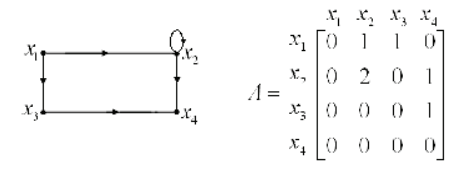 x₁ x₂
x₃ x₄
x₁ x₂ x₃ x₄
x₁ 0 1 1 0
x₂ 0 2 0 1
A = x₃ 0 0 0 1
x₄ 0 0 0 0